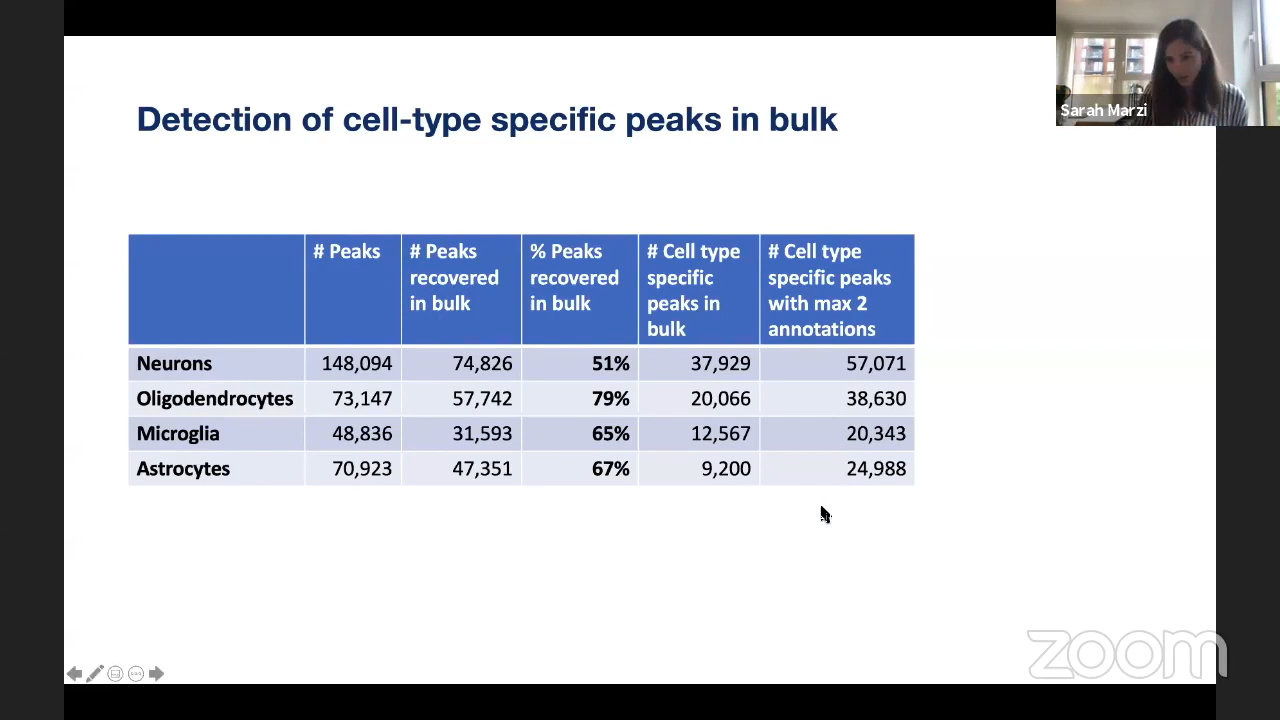 Sarah Marzi
Detection of cell-type specific peaks in bulk
# Peaks
# Peaks recovered in bulk
% Peaks recovered in bulk
# Cell type specific peaks in bulk
# Cell type specific peaks with max 2 annotations
Neurons 148,094 74,826 51% 37,929 57,071
Oligodendrocytes 73,147 57,742 79% 20,066 38,630
Microglia 48,836 31,593 65% 12,567 20,343
Astrocytes 70,923 47,351 67% 9,200 24,988
zoom